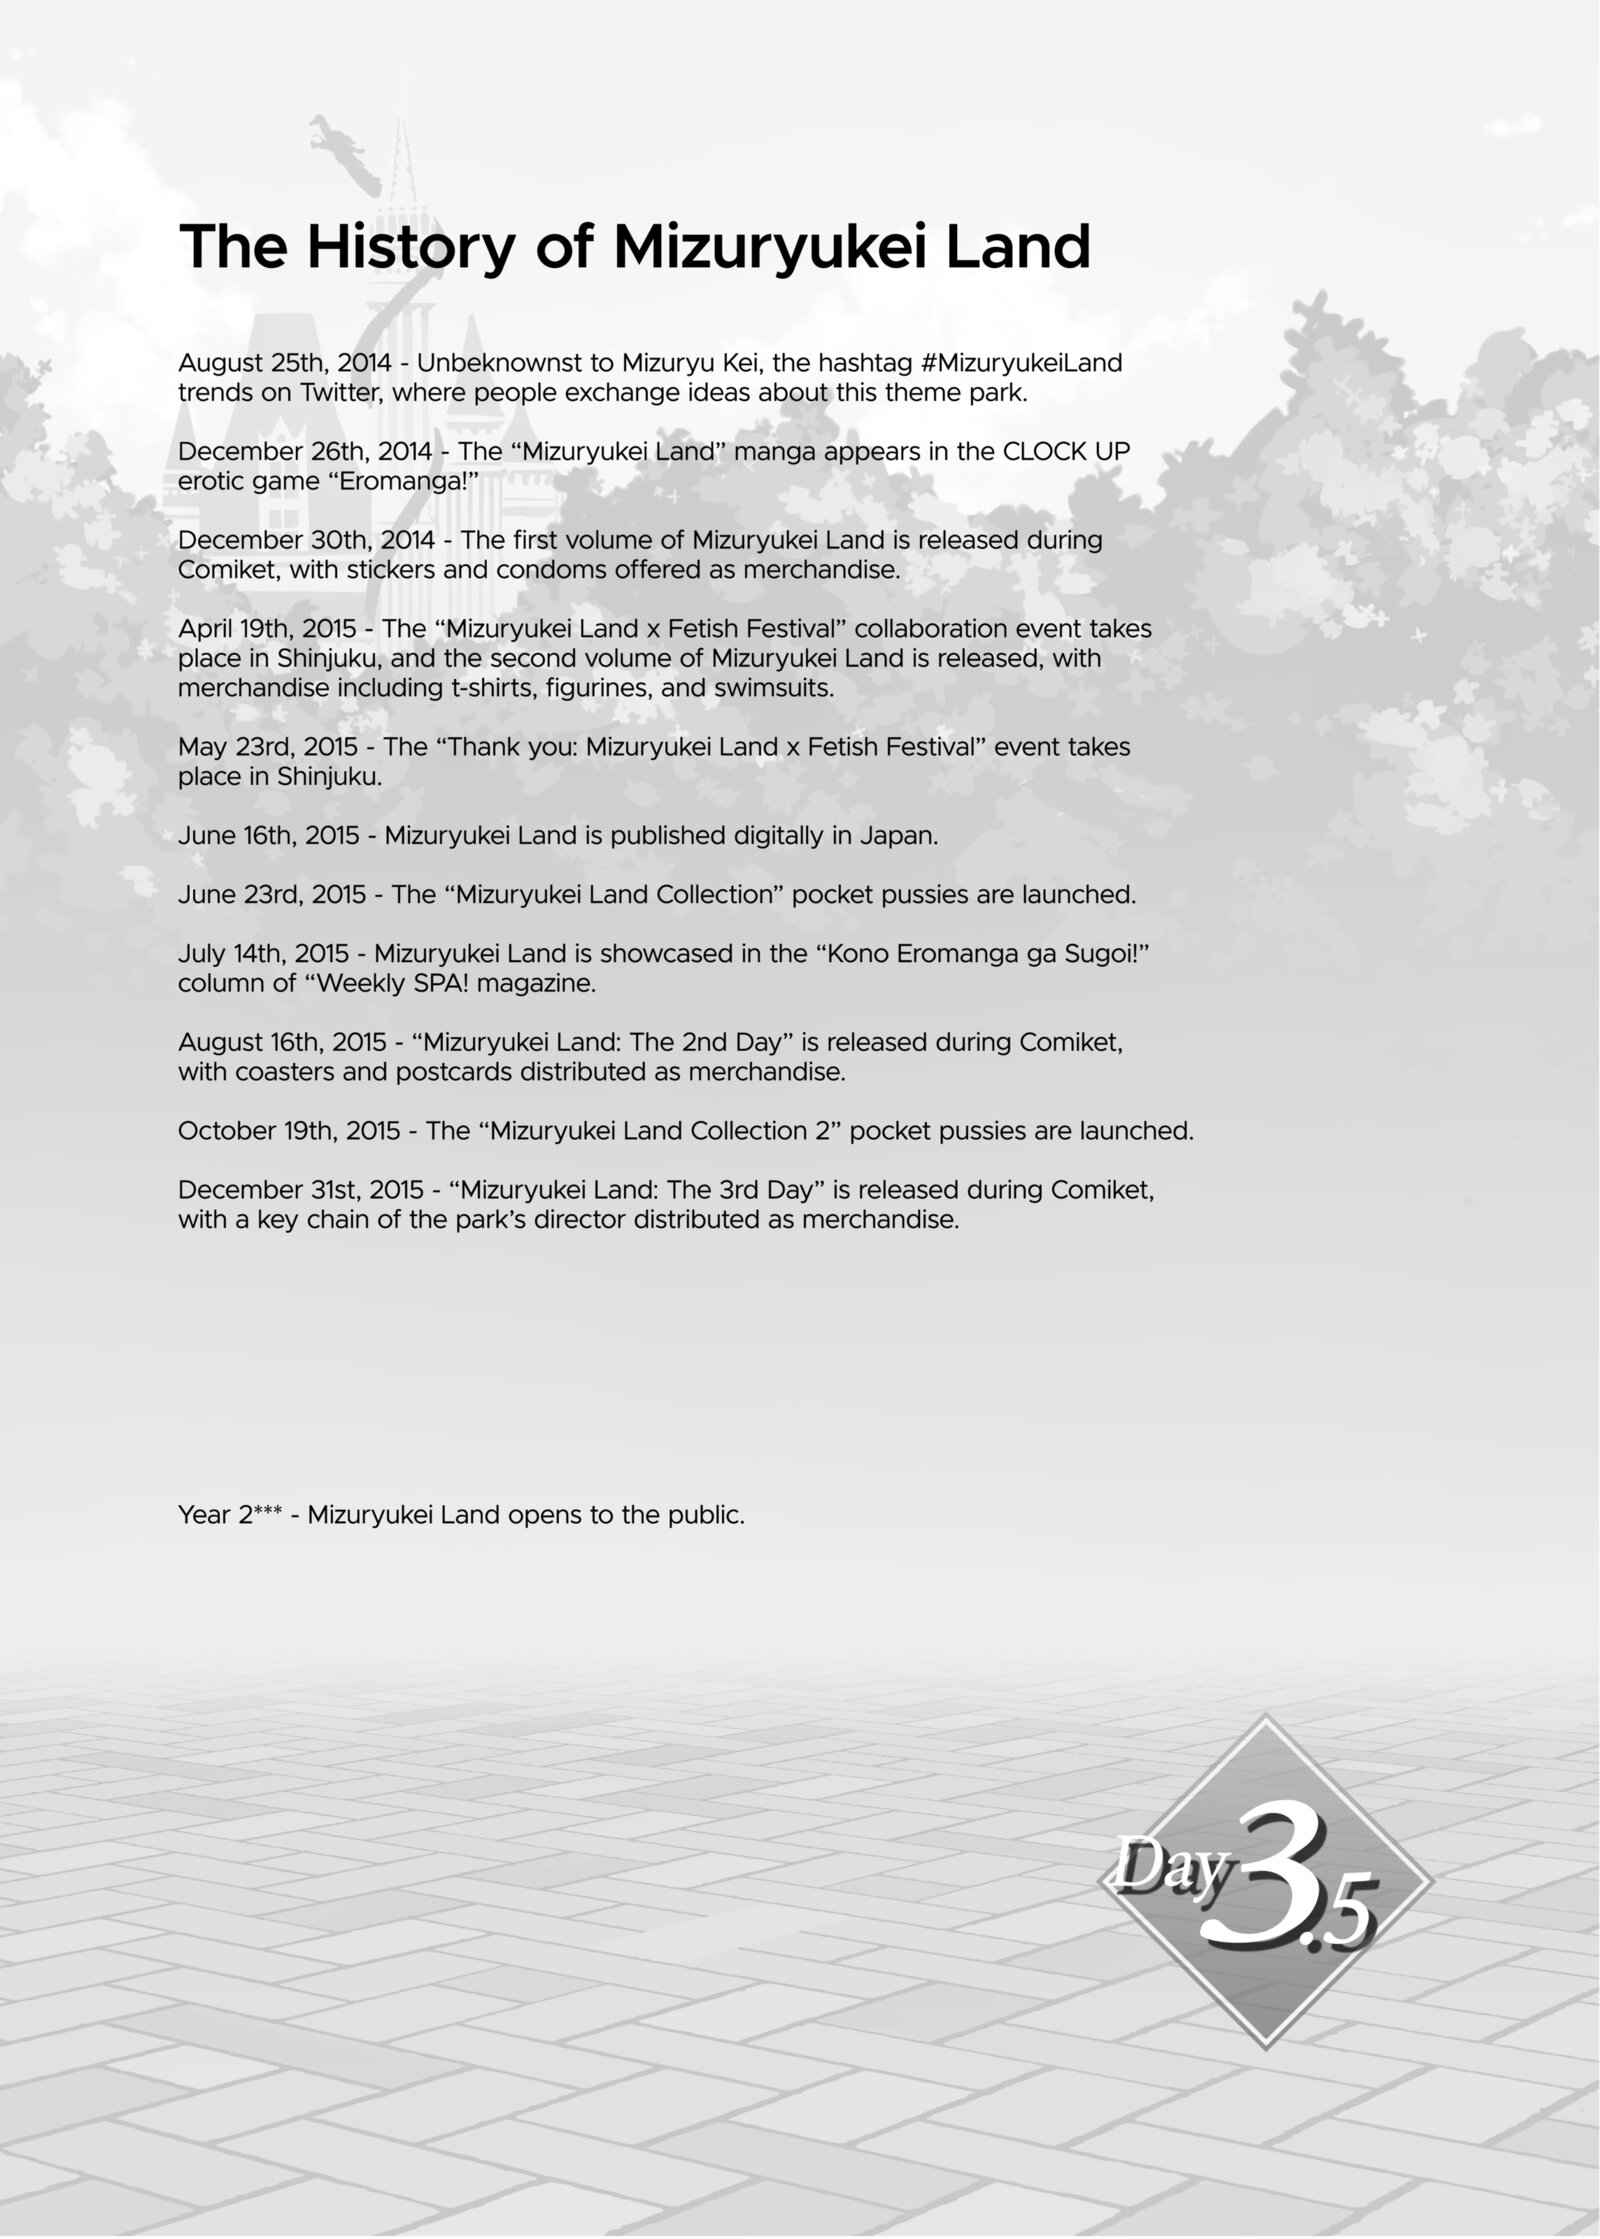 The History of Mizuryukei Land
August 25th, 2014 - Unbeknownst to Mizuryu Kei, the hashtag #MizuryukeiLand
trends on Twitter, where people exchange ideas about this theme park.
December 26th, 2014 - The “Mizuryukei Land” manga appears in the CLOCK UP
erotic game “Eromanga!”
December 30th, 2014 - The first volume of Mizuryukei Land is released during
Comiket, with stickers and condoms offered as merchandise.
April 19th, 2015 - The “Mizuryukei Land x Fetish Festival” collaboration event takes
place in Shinjuku, and the second volume of Mizuryukei Land is released, with
merchandise including t-shirts, figurines, and swimsuits.
May 23rd, 2015 - The “Thank you: Mizuryukei Land x Fetish Festival” event takes
place in Shinjuku.
June 16th, 2015 - Mizuryukei Land is published digitally in Japan.
June 23rd, 2015 - The “Mizuryukei Land Collection” pocket pussies are launched.
July 14th, 2015 - Mizuryukei Land is showcased in the “Kono Eromanga ga Sugoi!”
column of “Weekly SPA! magazine.
August 16th, 2015 - “Mizuryukei Land: The 2nd Day” is released during Comiket,
with coasters and postcards distributed as merchandise.
October 19th, 2015 - The “Mizuryukei Land Collection 2” pocket pussies are launched.
December 31st, 2015 - “Mizuryukei Land: The 3rd Day” is released during Comiket,
with a key chain of the park’s director distributed as merchandise.
Year 2*** - Mizuryukei Land opens to the public.
Day 3.5